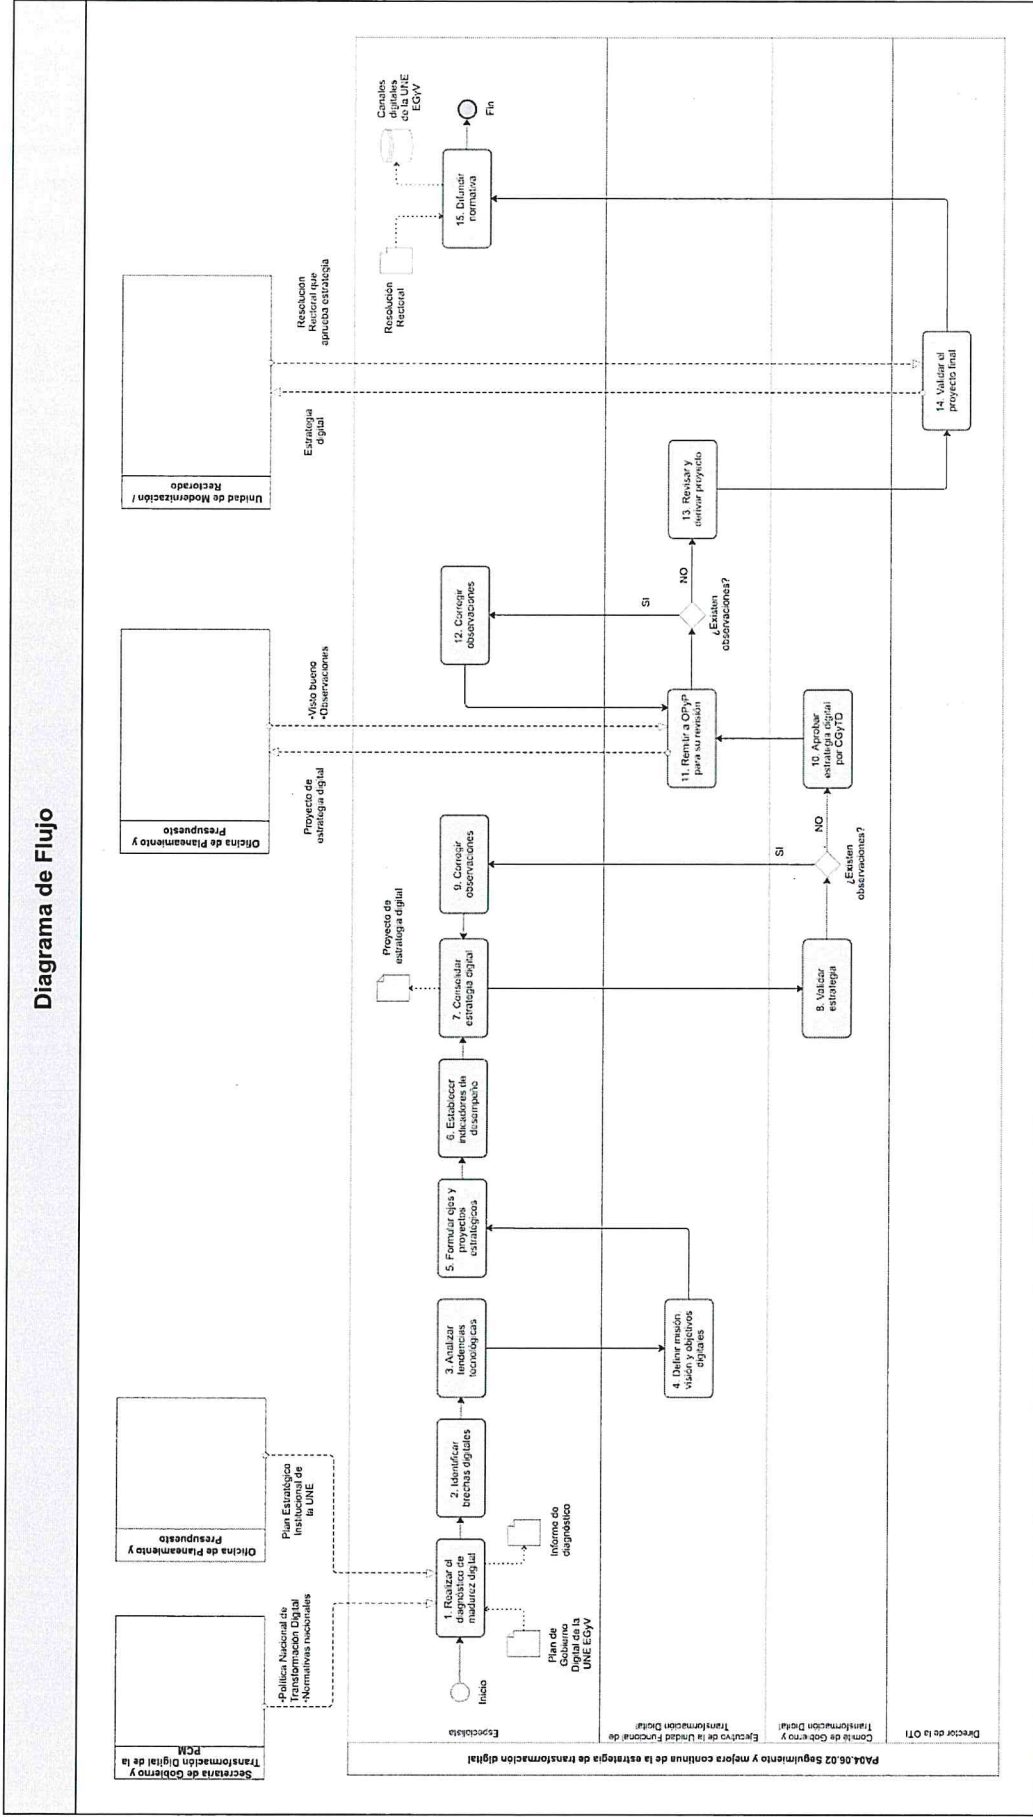 Diagrama de Flujo
Secretaría de Gobierno y
Transformación Digital de la
PCM
Oficina de Planeamiento y
Presupuesto
Oficina de Planeamiento y
Presupuesto
Unidad de Modernización /
Rectorado
•Política Nacional de
Transformación Digital
•Normativas nacionales
Plan Estratégico
Institucional de
la UNE
Proyecto de
estrategia digital
•Visto bueno
•Observaciones
Estrategia
digital
Resolución
Rectoral que
aprueba estrategia
PA04.06.02 Seguimiento y mejora continua de la estrategia de transformación digital
Especialista
Inicio
1. Realizar el
diagnóstico de
madurez digital
Plan de
Gobierno
Digital de la
UNE EGyV
Informe de
diagnóstico
2. Identificar
brechas digitales
3. Analizar
tendencias
tecnológicas
5. Formular ejes y
proyectos
estratégicos
6. Establecer
indicadores de
desempeño
7. Consolidar
estrategia digital
Proyecto de
estrategia digital
9. Corregir
observaciones
12. Corregir
observaciones
Resolución
Rectoral
15. Difundir
normativa
Canales
digitales
de la UNE
EGyV
Fin
Ejecutivo de la Unidad Funcional de
Transformación Digital
4. Definir misión,
visión y objetivos
digitales
11. Remitir a OPyP
para su revisión
SI
NO
¿Existen
observaciones?
13. Revisar y
derivar proyecto
Comité de Gobierno y
Transformación Digital
8. Validar
estrategia
SI
NO
¿Existen
observaciones?
10. Aprobar
estrategia digital
por CGyTD
Director de la OTI
14. Validar el
proyecto final